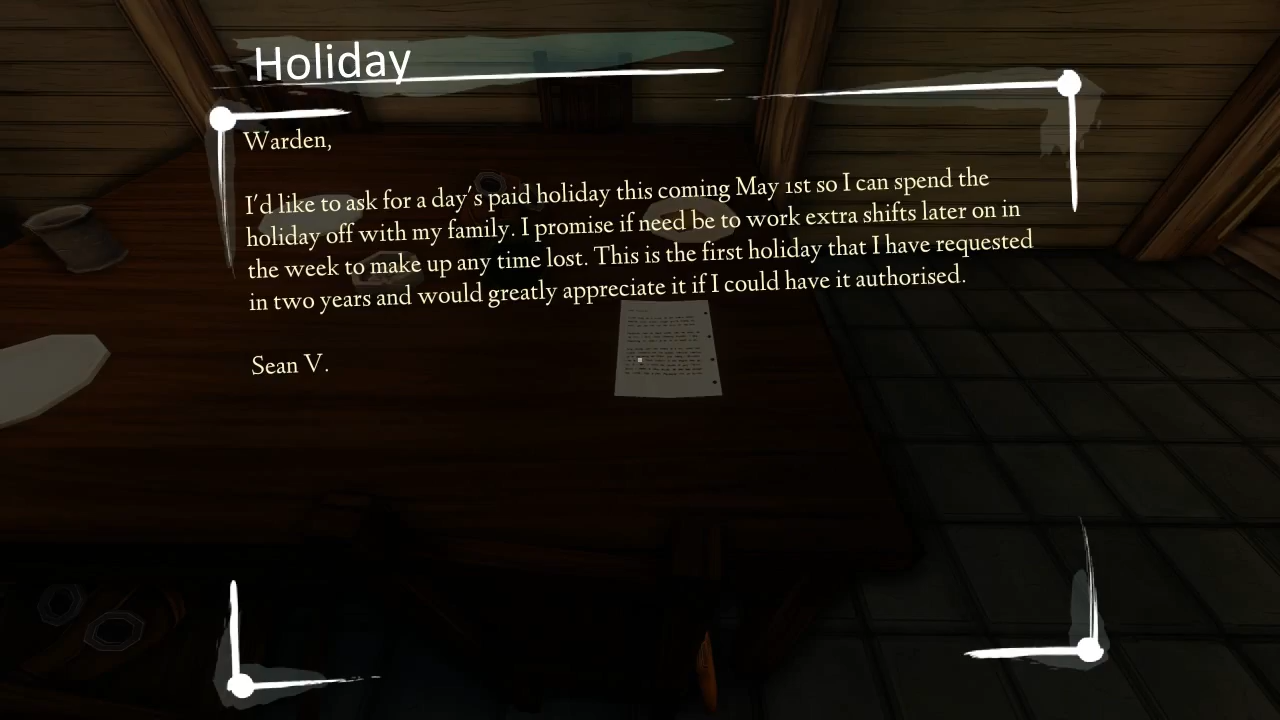 Holiday
Warden,
I'd like to ask for a day's paid holiday this coming May 1st so I can spend the
holiday off with my family. I promise if need be to work extra shifts later on in
the week to make up any time lost. This is the first holiday that I have requested
in two years and would greatly appreciate it if I could have it authorised.
Sean V.